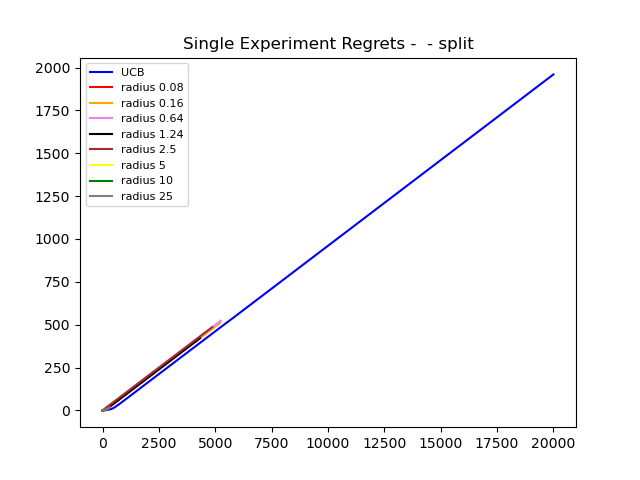 Single Experiment Regrets -  - split
2000
1750
1500
1250
1000
750
500
250
0
UCB
radius 0.08
radius 0.16
radius 0.64
radius 1.24
radius 2.5
radius 5
radius 10
radius 25
0 2500 5000 7500 10000 12500 15000 17500 20000